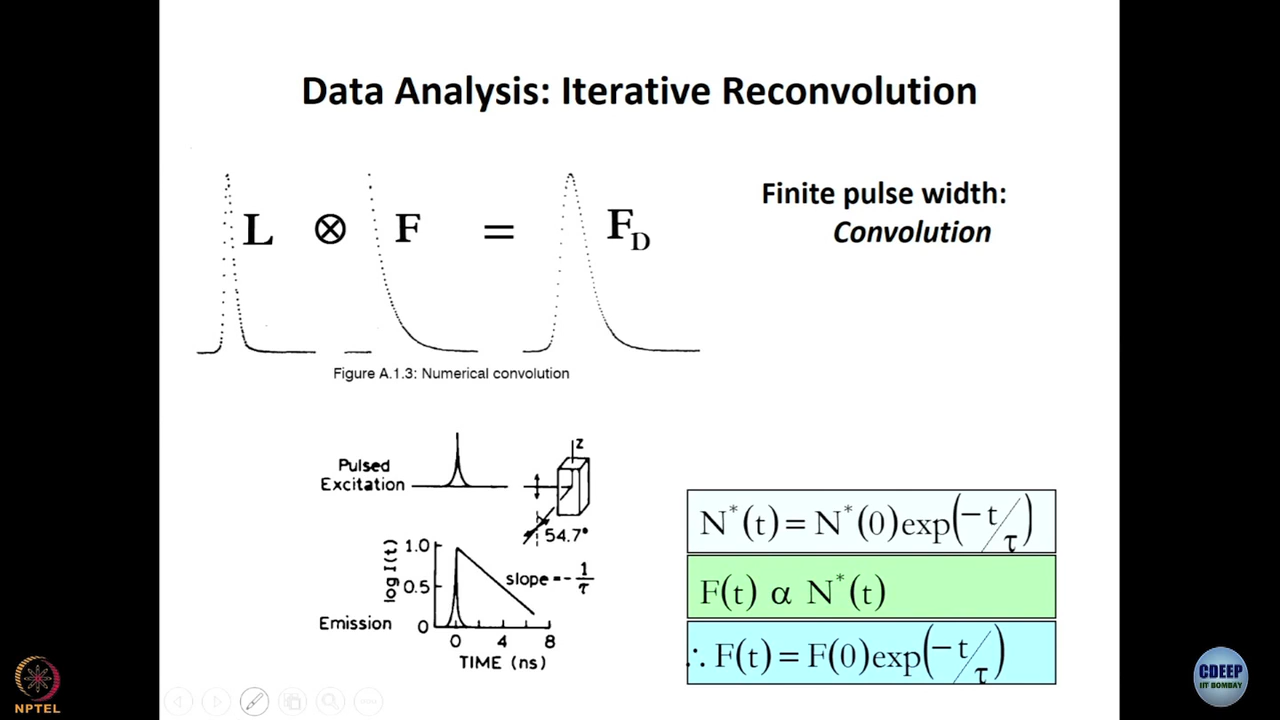 Data Analysis: Iterative Reconvolution
L ⊗ F = F_D
Finite pulse width:
Convolution
Figure A.1.3: Numerical convolution
Pulsed
Excitation
z
54.7°
log I(t)
1.0
0.5
0
slope = - 1/τ
Emission
0 4 8
TIME (ns)
N*(t) = N*(0)exp(-t/τ)
F(t) α N*(t)
∴ F(t) = F(0)exp(-t/τ)
NPTEL
CDEEP
IIT BOMBAY